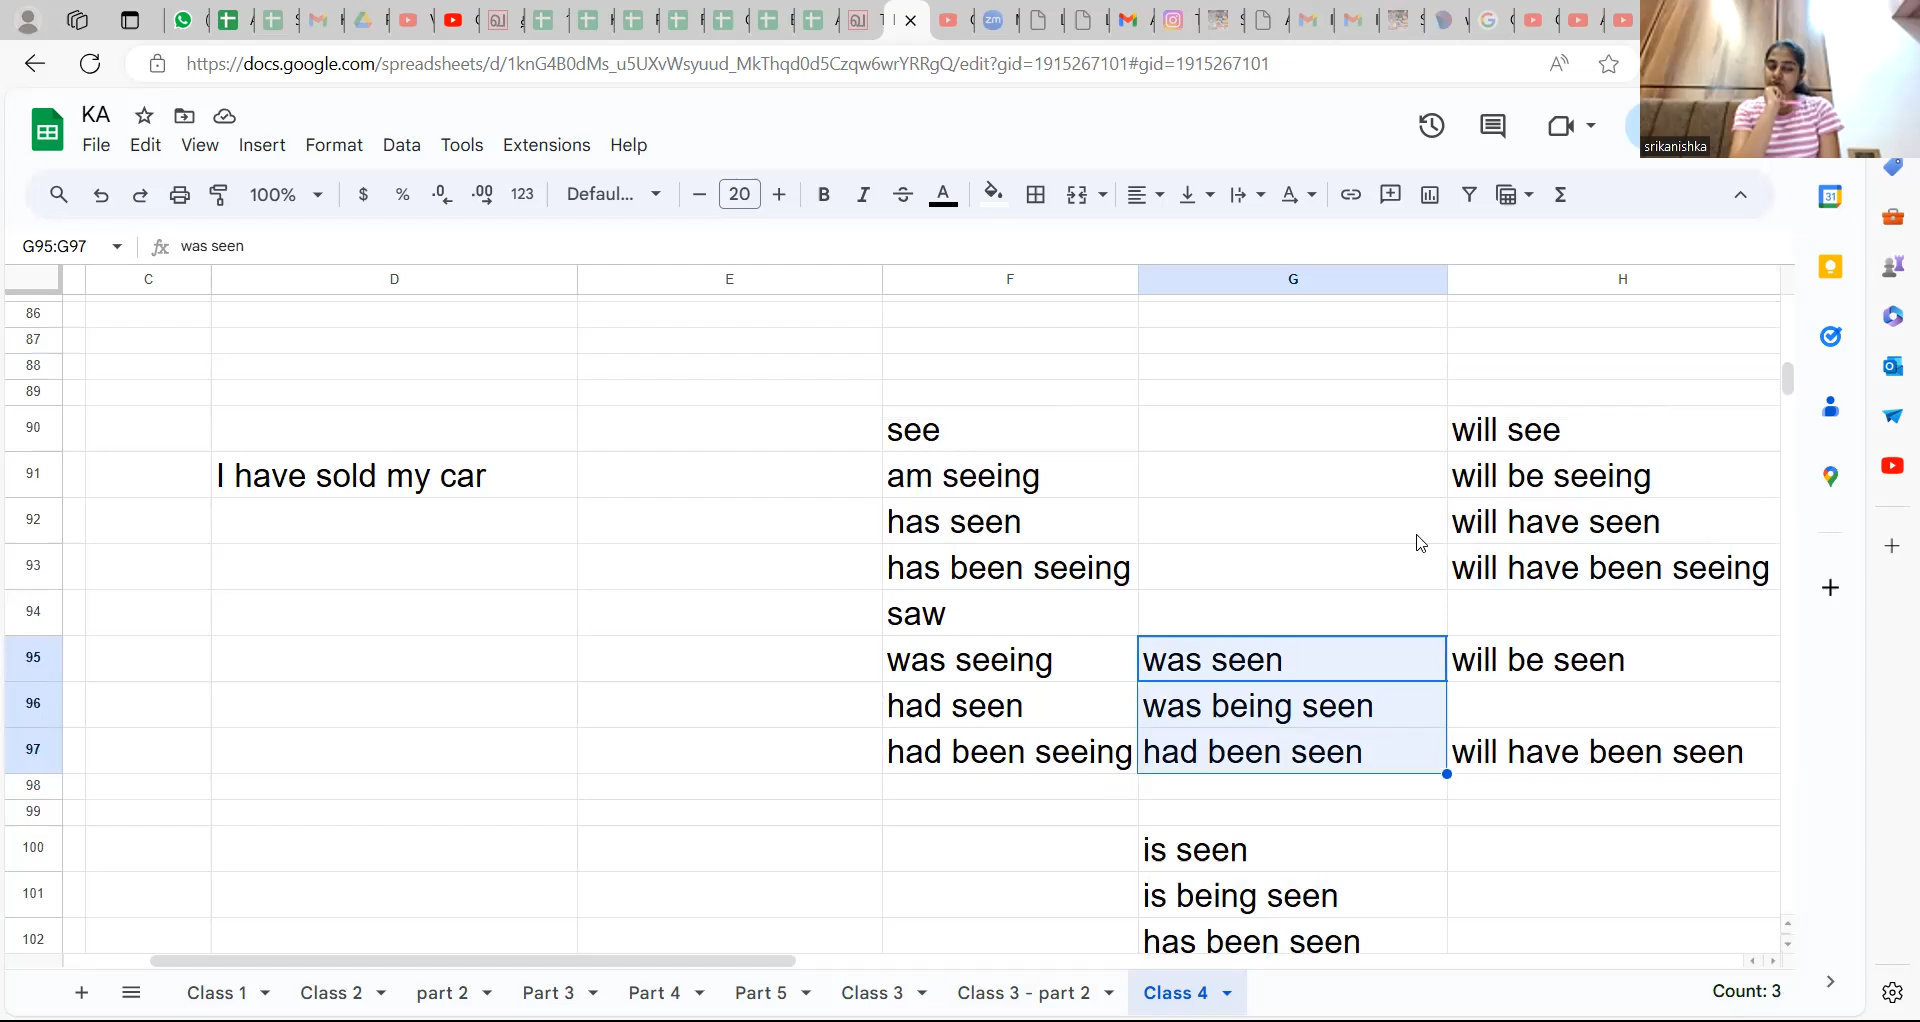 https://docs.google.com/spreadsheets/d/1knG4B0dMs_u5UXvWsyuud_MkThqd0d5Czqw6wrYRRgQ/edit?gid=1915267101#gid=1915267101
srikanishka
KA
File Edit View Insert Format Data Tools Extensions Help
100% $ % .0 .00 123 Defaul... 20 B I A
G95:G97 fx was seen
C D E F G H
86
87
88
89
90 see will see
91 I have sold my car am seeing will be seeing
92 has seen will have seen
93 has been seeing will have been seeing
94 saw
95 was seeing was seen will be seen
96 had seen was being seen
97 had been seeing had been seen will have been seen
98
99
100 is seen
101 is being seen
102 has been seen
Class 1 Class 2 part 2 Part 3 Part 4 Part 5 Class 3 Class 3 - part 2 Class 4 Count: 3